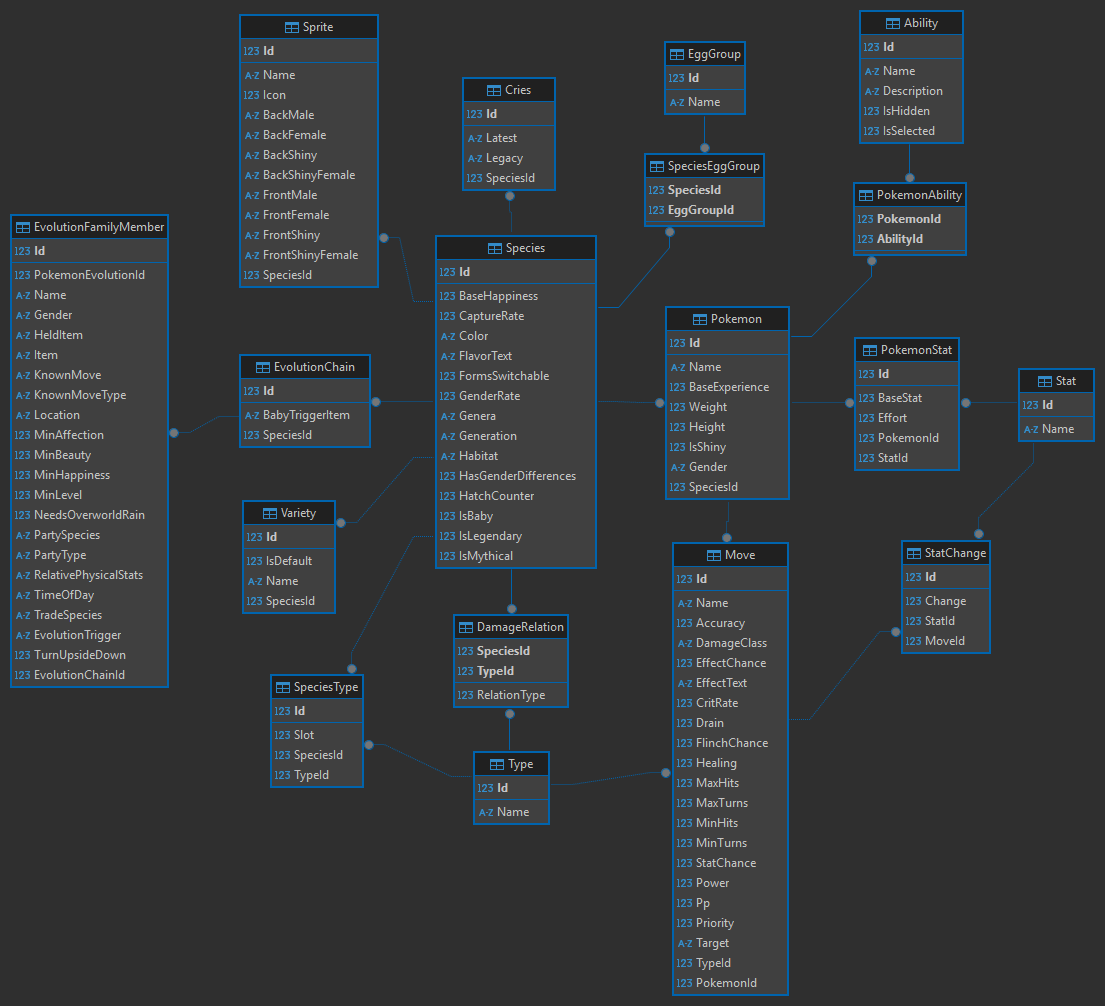 Sprite
123 Id
A-Z Name
123 Icon
A-Z BackMale
A-Z BackFemale
A-Z BackShiny
A-Z BackShinyFemale
A-Z FrontMale
A-Z FrontFemale
A-Z FrontShiny
A-Z FrontShinyFemale
123 SpeciesId
Cries
123 Id
A-Z Latest
A-Z Legacy
123 SpeciesId
EggGroup
123 Id
A-Z Name
Ability
123 Id
A-Z Name
A-Z Description
123 IsHidden
123 IsSelected
SpeciesEggGroup
123 SpeciesId
123 EggGroupId
PokemonAbility
123 PokemonId
123 AbilityId
EvolutionFamilyMember
123 Id
123 PokemonEvolutionId
A-Z Name
A-Z Gender
A-Z HeldItem
A-Z Item
A-Z KnownMove
A-Z KnownMoveType
A-Z Location
123 MinAffection
123 MinBeauty
123 MinHappiness
123 MinLevel
123 NeedsOverworldRain
A-Z PartySpecies
A-Z PartyType
A-Z RelativePhysicalStats
A-Z TimeOfDay
A-Z TradeSpecies
A-Z EvolutionTrigger
123 TurnUpsideDown
123 EvolutionChainId
Species
123 Id
123 BaseHappiness
123 CaptureRate
A-Z Color
A-Z FlavorText
123 FormsSwitchable
123 GenderRate
A-Z Genera
A-Z Generation
A-Z Habitat
123 HasGenderDifferences
123 HatchCounter
123 IsBaby
123 IsLegendary
123 IsMythical
EvolutionChain
123 Id
A-Z BabyTriggerItem
123 SpeciesId
Pokemon
123 Id
A-Z Name
123 BaseExperience
123 Weight
123 Height
123 IsShiny
A-Z Gender
123 SpeciesId
PokemonStat
123 Id
123 BaseStat
123 Effort
123 PokemonId
123 StatId
Stat
123 Id
A-Z Name
Variety
123 Id
123 IsDefault
A-Z Name
123 SpeciesId
Move
123 Id
A-Z Name
123 Accuracy
A-Z DamageClass
123 EffectChance
A-Z EffectText
123 CritRate
123 Drain
123 FlinchChance
123 Healing
123 MaxHits
123 MaxTurns
123 MinHits
123 MinTurns
123 StatChance
123 Power
123 Pp
123 Priority
A-Z Target
123 TypeId
123 PokemonId
StatChange
123 Id
123 Change
123 StatId
123 MoveId
DamageRelation
123 SpeciesId
123 TypeId
123 RelationType
SpeciesType
123 Id
123 Slot
123 SpeciesId
123 TypeId
Type
123 Id
A-Z Name